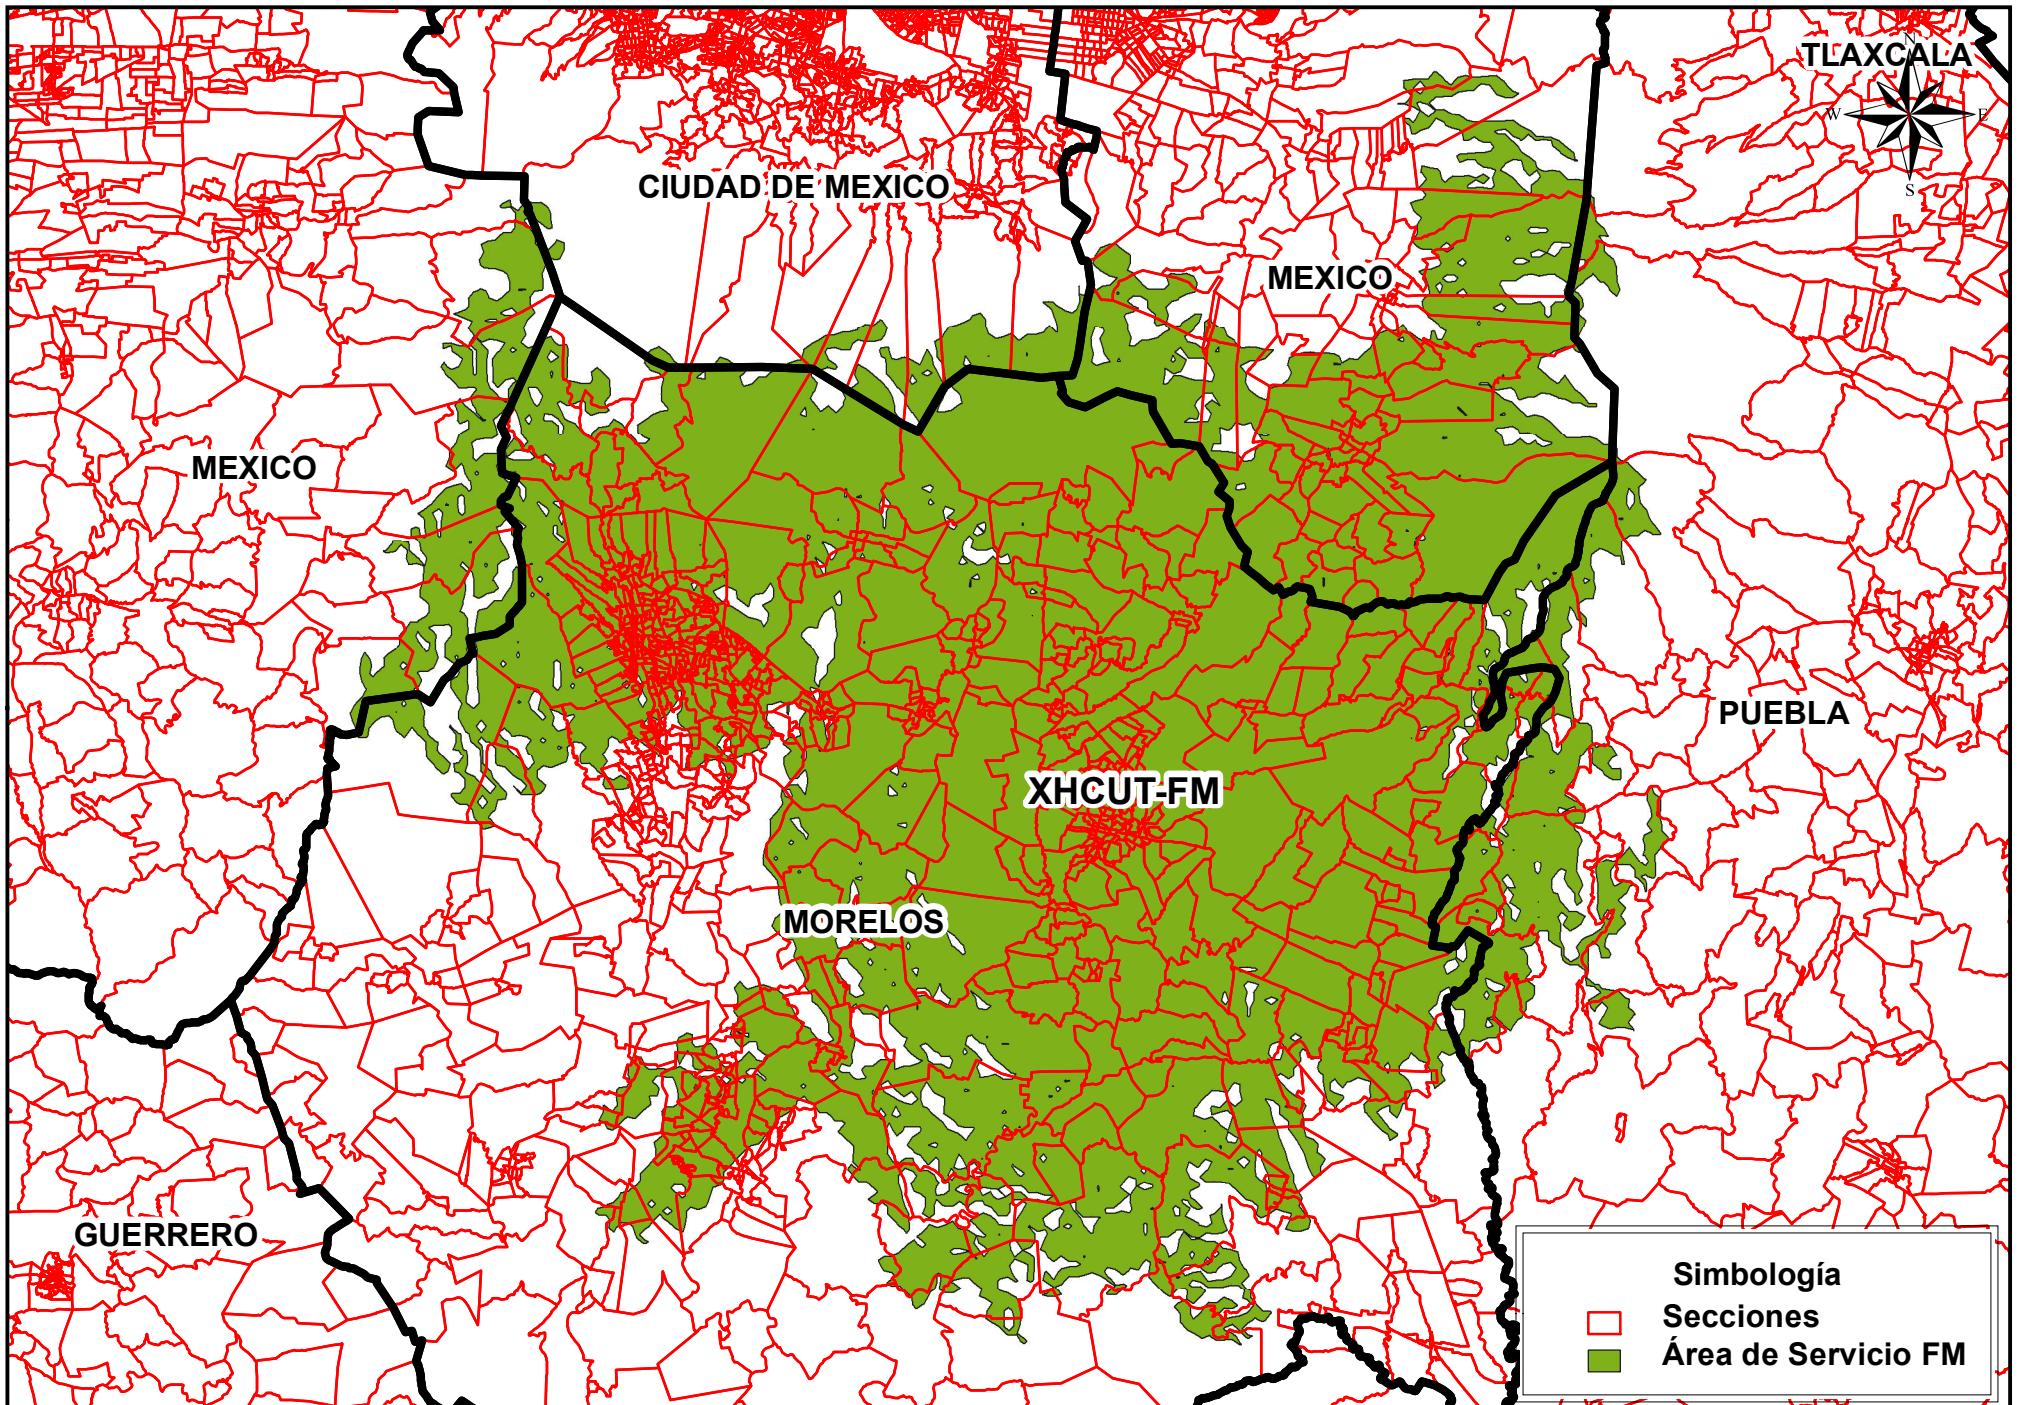 TLAXCALA
N
W
E
S
CIUDAD DE MEXICO
MEXICO
MEXICO
PUEBLA
XHCUT-FM
MORELOS
GUERRERO
Simbología
Secciones
Área de Servicio FM